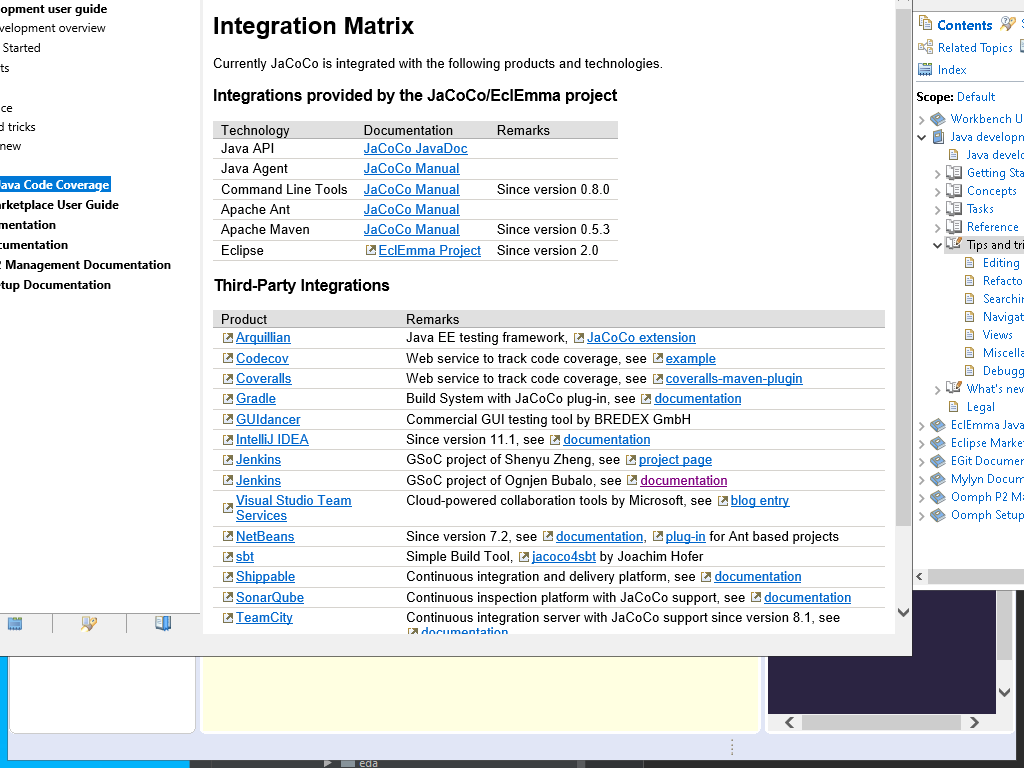 opment user guide
velopment overview
Started
ts
ce
d tricks
new
ava Code Coverage
rketplace User Guide
mentation
cumentation
2 Management Documentation
tup Documentation
Integration Matrix
Currently JaCoCo is integrated with the following products and technologies.
Integrations provided by the JaCoCo/EclEmma project
Technology Documentation Remarks
Java API JaCoCo JavaDoc
Java Agent JaCoCo Manual
Command Line Tools JaCoCo Manual Since version 0.8.0
Apache Ant JaCoCo Manual
Apache Maven JaCoCo Manual Since version 0.5.3
Eclipse EclEmma Project Since version 2.0
Third-Party Integrations
Product Remarks
Arquillian Java EE testing framework, JaCoCo extension
Codecov Web service to track code coverage, see example
Coveralls Web service to track code coverage, see coveralls-maven-plugin
Gradle Build System with JaCoCo plug-in, see documentation
GUIdancer Commercial GUI testing tool by BREDEX GmbH
IntelliJ IDEA Since version 11.1, see documentation
Jenkins GSoC project of Shenyu Zheng, see project page
Jenkins GSoC project of Ognjen Bubalo, see documentation
Visual Studio Team Cloud-powered collaboration tools by Microsoft, see blog entry
Services
NetBeans Since version 7.2, see documentation, plug-in for Ant based projects
sbt Simple Build Tool, jacoco4sbt by Joachim Hofer
Shippable Continuous integration and delivery platform, see documentation
SonarQube Continuous inspection platform with JaCoCo support, see documentation
TeamCity Continuous integration server with JaCoCo support since version 8.1, see
documentation
Contents
Related Topics
Index
Scope: Default
Workbench U
Java developm
Java develo
Getting Sta
Concepts
Tasks
Reference
Tips and tri
Editing
Refacto
Searchin
Navigat
Views
Miscella
Debugg
What's new
Legal
EclEmma Java
Eclipse Marke
EGit Documen
Mylyn Docum
Oomph P2 Ma
Oomph Setup
eda